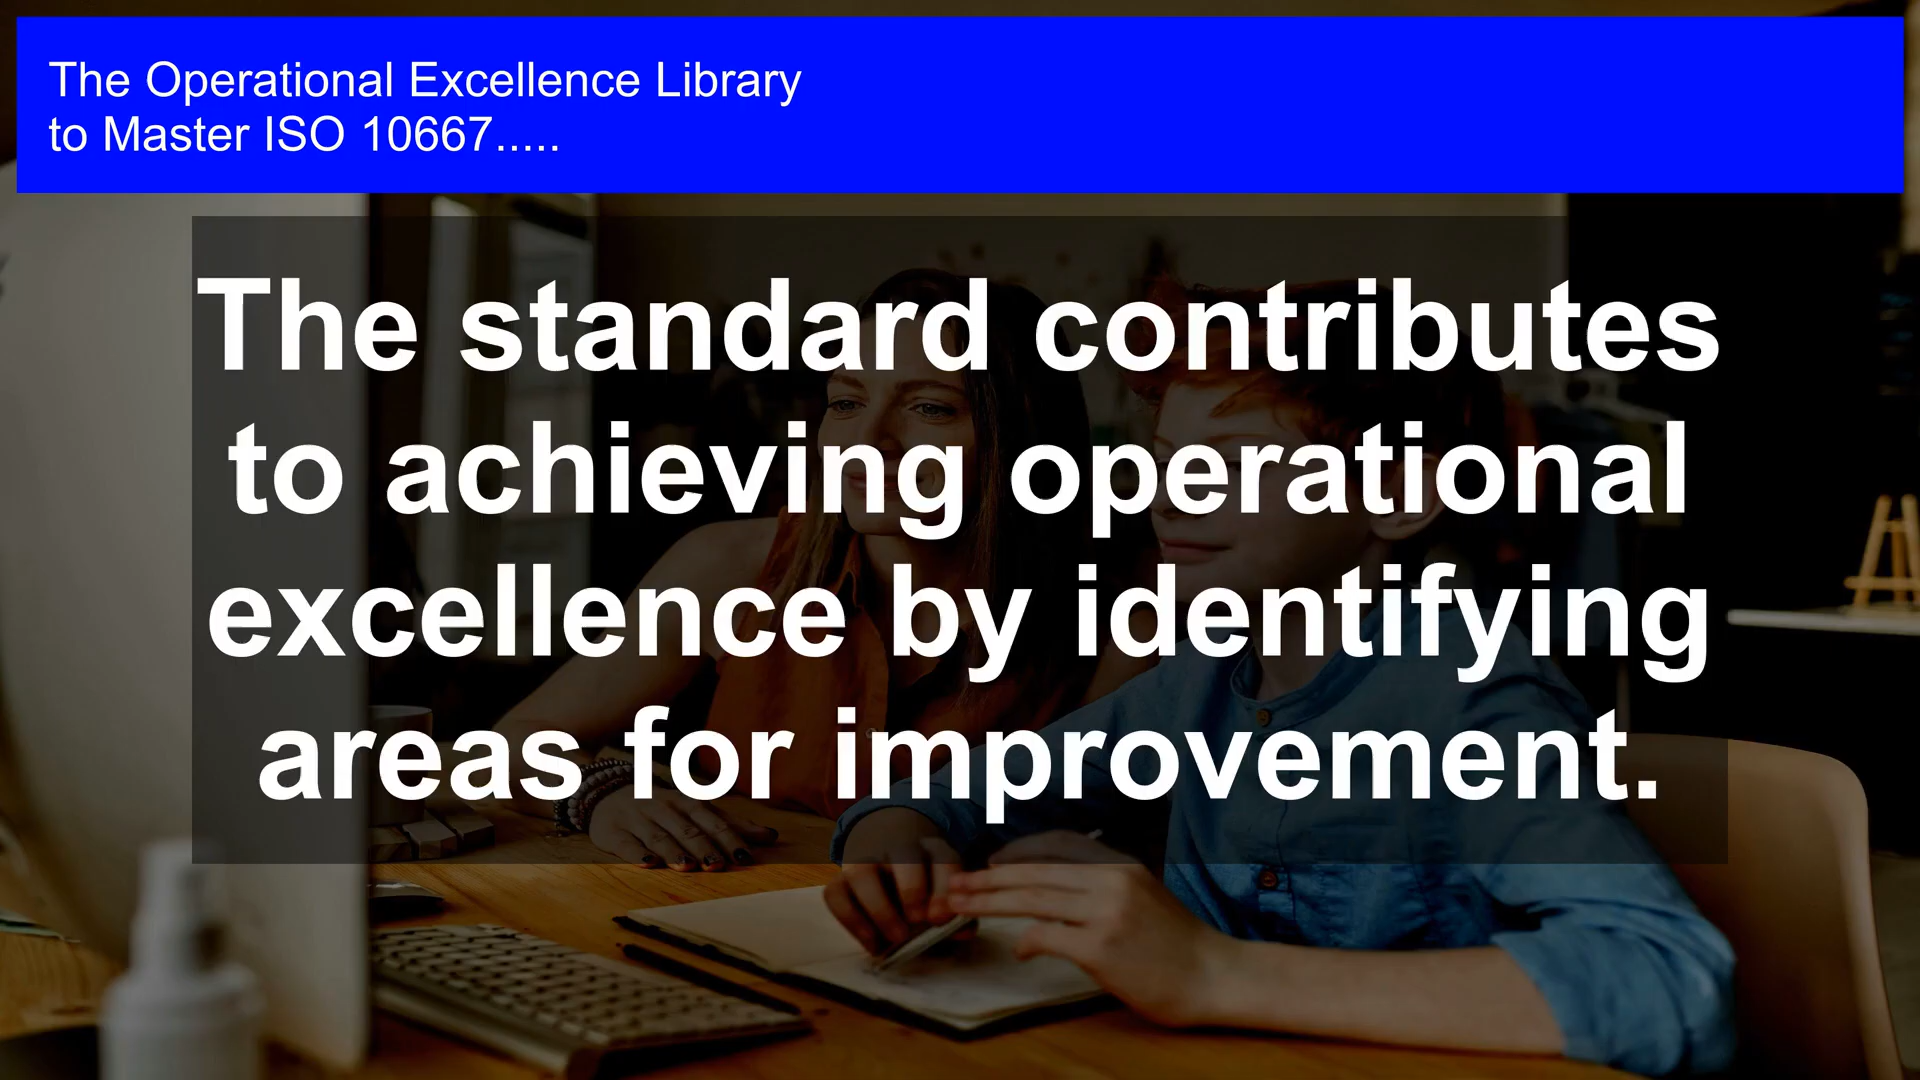 The Operational Excellence Library
to Master ISO 10667.....
The standard contributes
to achieving operational
excellence by identifying
areas for improvement.